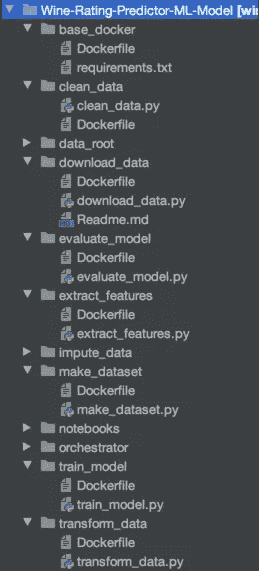 Wine-Rating-Predictor-ML-Model [win
base_docker
Dockerfile
requirements.txt
clean_data
clean_data.py
Dockerfile
data_root
download_data
Dockerfile
download_data.py
Readme.md
evaluate_model
Dockerfile
evaluate_model.py
extract_features
Dockerfile
extract_features.py
impute_data
make_dataset
Dockerfile
make_dataset.py
notebooks
orchestrator
train_model
Dockerfile
train_model.py
transform_data
Dockerfile
transform_data.py